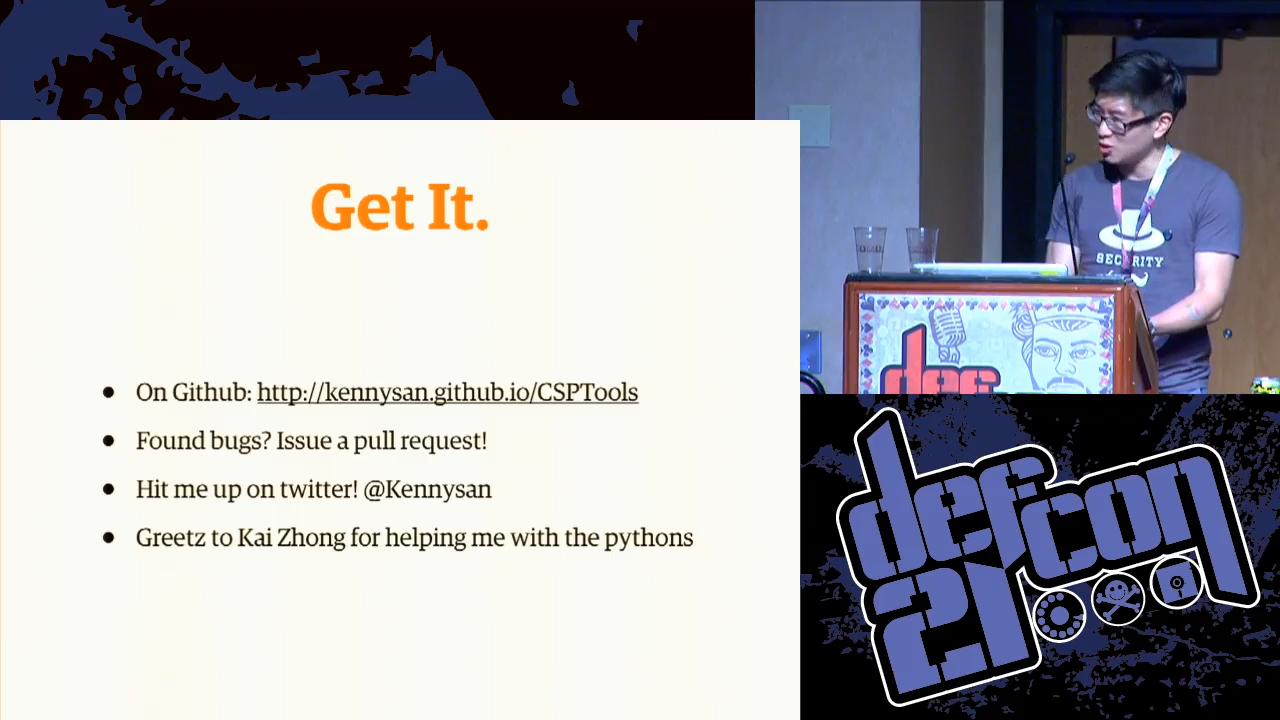 Get It.
On Github: http://kennysan.github.io/CSPTools
Found bugs? Issue a pull request!
Hit me up on twitter! @Kennysan
Greetz to Kai Zhong for helping me with the pythons
SECURITY
def
defcon
21